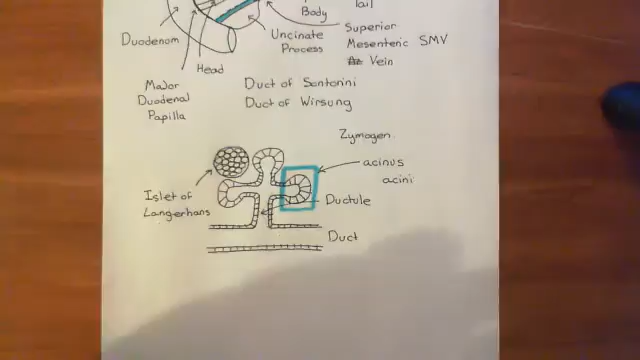 Body
Tail
Duodenom
Uncinate
Process
Superior
Mesenteric SMV
Vein
Head
Major
Duodenal
Papilla
Duct of Santorini
Duct of Wirsung
Zymogen
acinus
acini
Islet of
Langerhans
Ductule
Duct